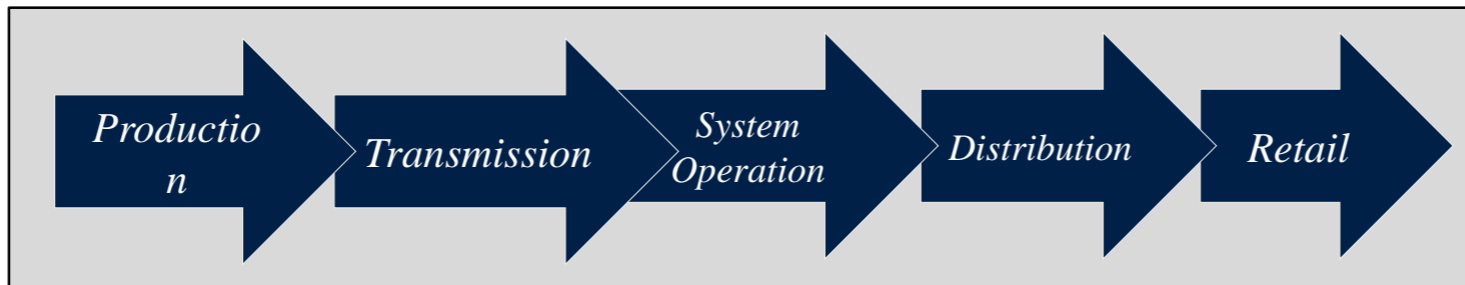 Productio
n
Transmission
System
Operation
Distribution
Retail